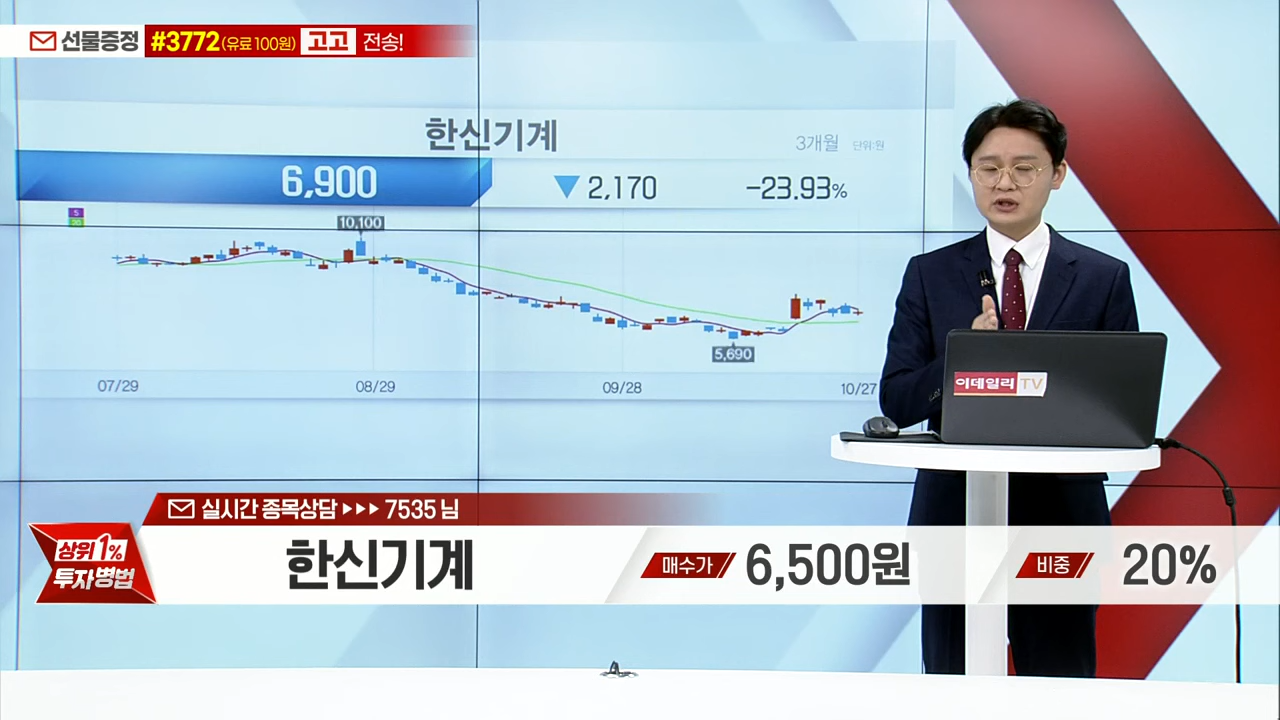 선물증정 #3772(유료 100원) 고고 전송!
한신기계
3개월 단위:원
6,900 ▼ 2,170 -23.93%
5
20
10,100
5,690
07/29 08/29 09/28 10/27
이데일리TV
실시간 종목상담 ▶▶▶ 7535 님
상위 1%
투자병법
한신기계 매수가 6,500원 비중 20%